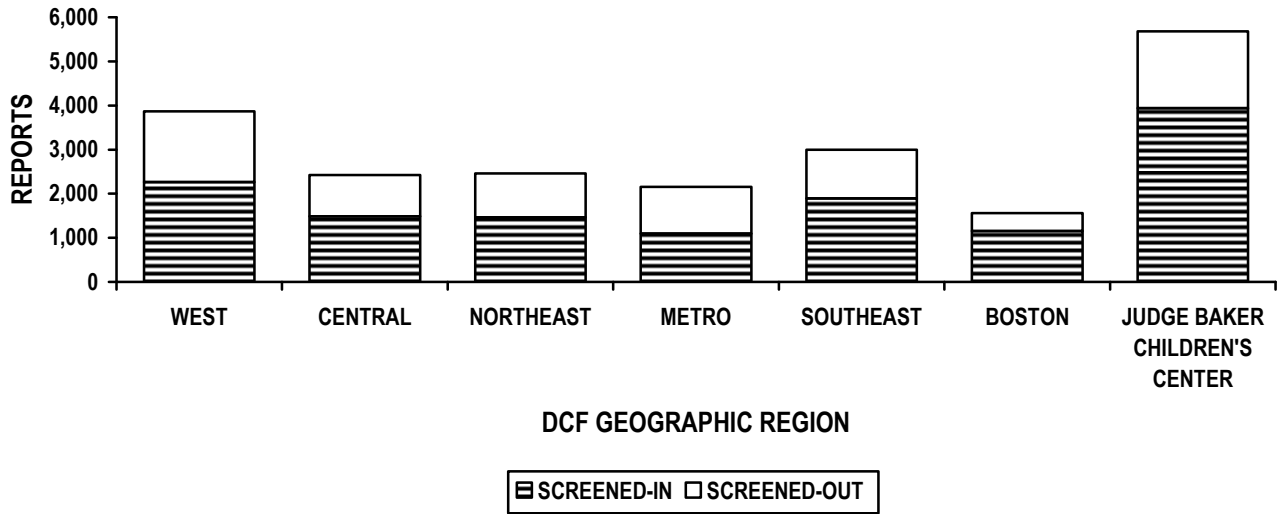 6,000
5,000
4,000
3,000
2,000
1,000
0
REPORTS
WEST
CENTRAL
NORTHEAST
METRO
SOUTHEAST
BOSTON
JUDGE BAKER
CHILDREN'S
CENTER
DCF GEOGRAPHIC REGION
SCREENED-IN SCREENED-OUT